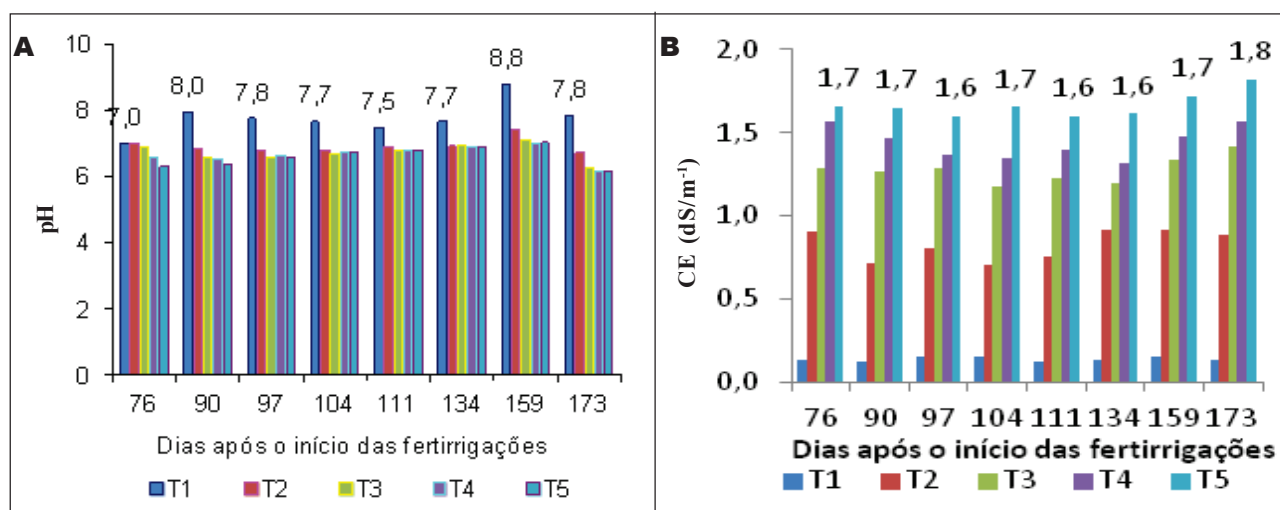 A
10
8
6
4
2
0
pH
7,0
8,0
7,8
7,7
7,5
7,7
8,8
7,8
76 90 97 104 111 134 159 173
Dias após o início das fertirrigações
T1 T2 T3 T4 T5
B
2,0
1,5
1,0
0,5
0,0
CE (dS/m⁻¹)
1,7 1,7 1,6 1,7 1,6 1,6 1,7 1,8
76 90 97 104 111 134 159 173
Dias após o início das fertirrigações
T1 T2 T3 T4 T5